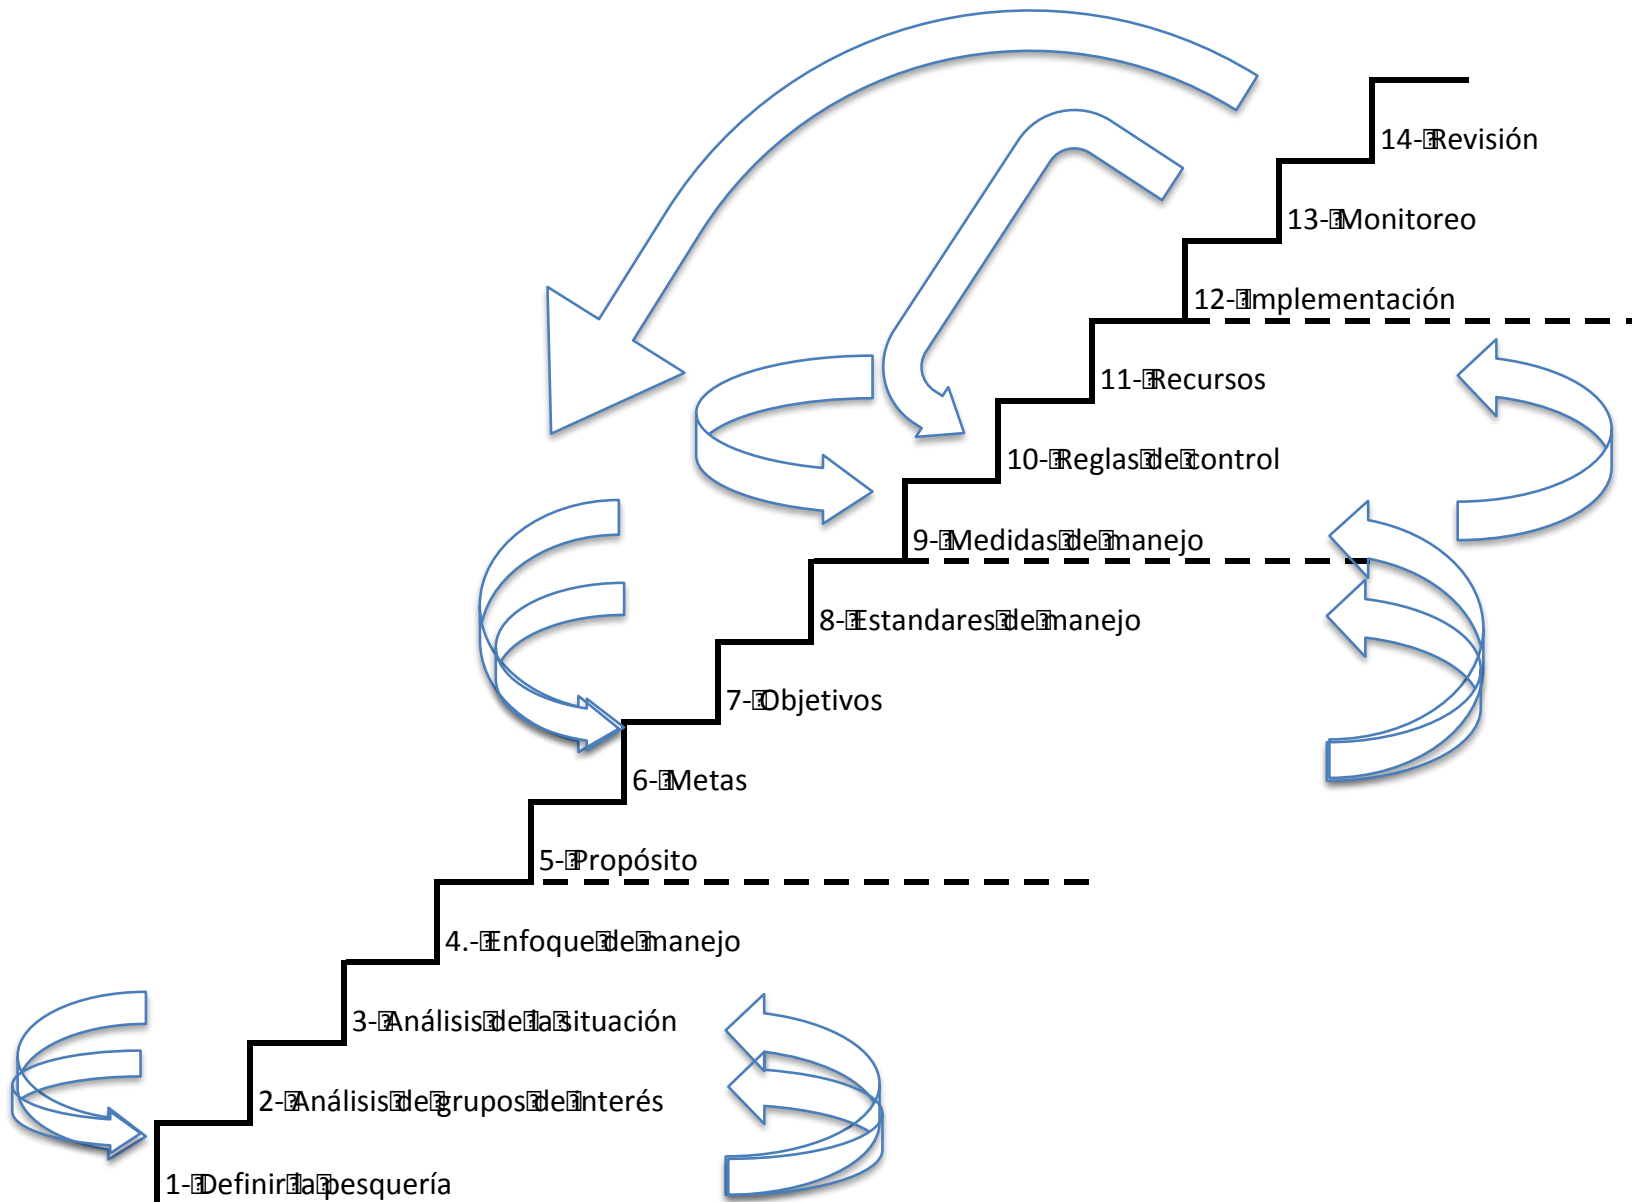 14- Revisión
13- Monitoreo
12- Implementación
11- Recursos
10- Reglas de control
9- Medidas de manejo
8- Estandares de manejo
7- Objetivos
6- Metas
5- Propósito
4.- Enfoque de manejo
3- Análisis de la situación
2- Análisis de grupos de interés
1- Definir la pesquería